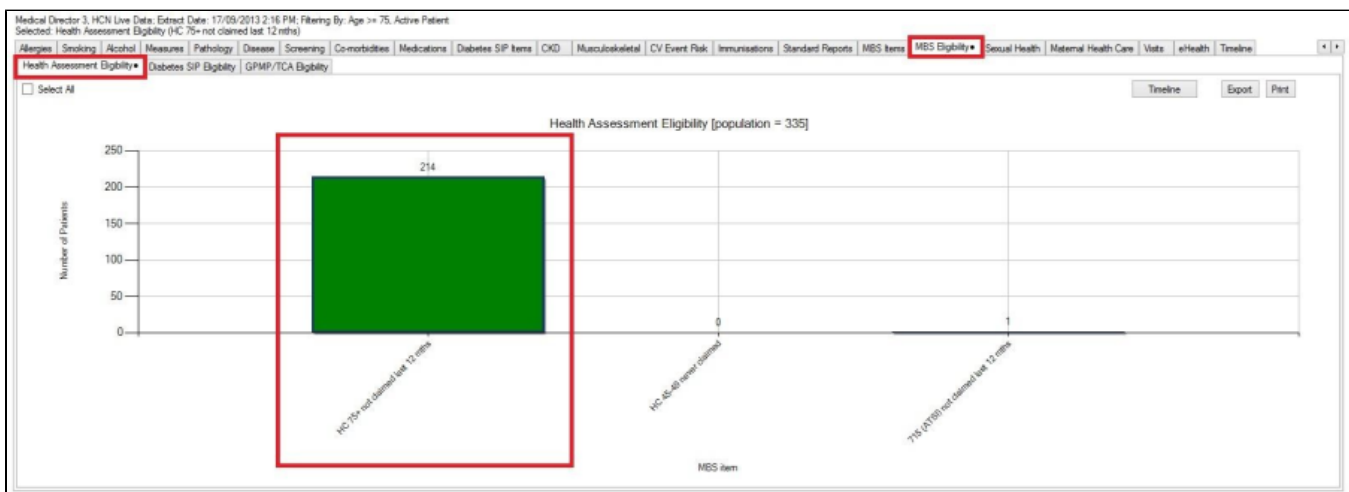 Medical Director 3, HCN Live Data; Extract Date: 17/09/2013 2:16 PM; Filtering By: Age >= 75, Active Patient
Selected: Health Assessment Eligibility (HC 75+ not claimed last 12 mths)
Allergies Smoking Alcohol Measures Pathology Disease Screening Co-morbidities Medications Diabetes SIP Items CKD Musculoskeletal CV Event Risk Immunisations Standard Reports MBS Items MBS Eligibility● Sexual Health Maternal Health Care Visits eHealth Timeline
Health Assessment Eligibility● Diabetes SIP Eligibility GPMP/TCA Eligibility
Select All Timeline Export Print
Health Assessment Eligibility [population = 335]
Number of Patients
250
200
150
100
50
0
214
0
1
HC 75+ not claimed last 12 mths
HC 45-49 never claimed
715 (ATSI) not claimed last 12 mths
MBS item